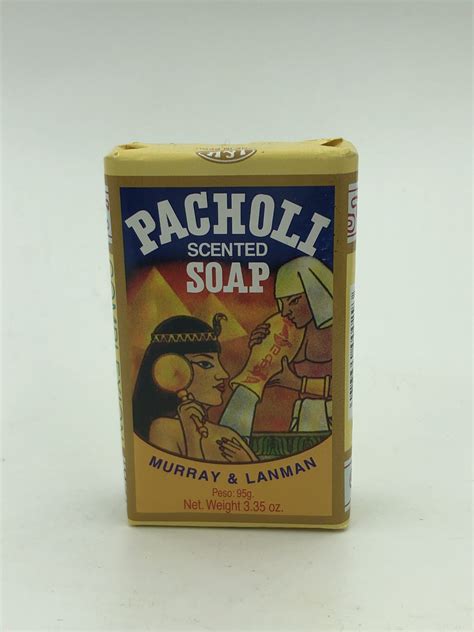 PACHOLI
SCENTED
SOAP
MURRAY & LANMAN
Peso: 95g.
Net. Weight 3.35 oz.